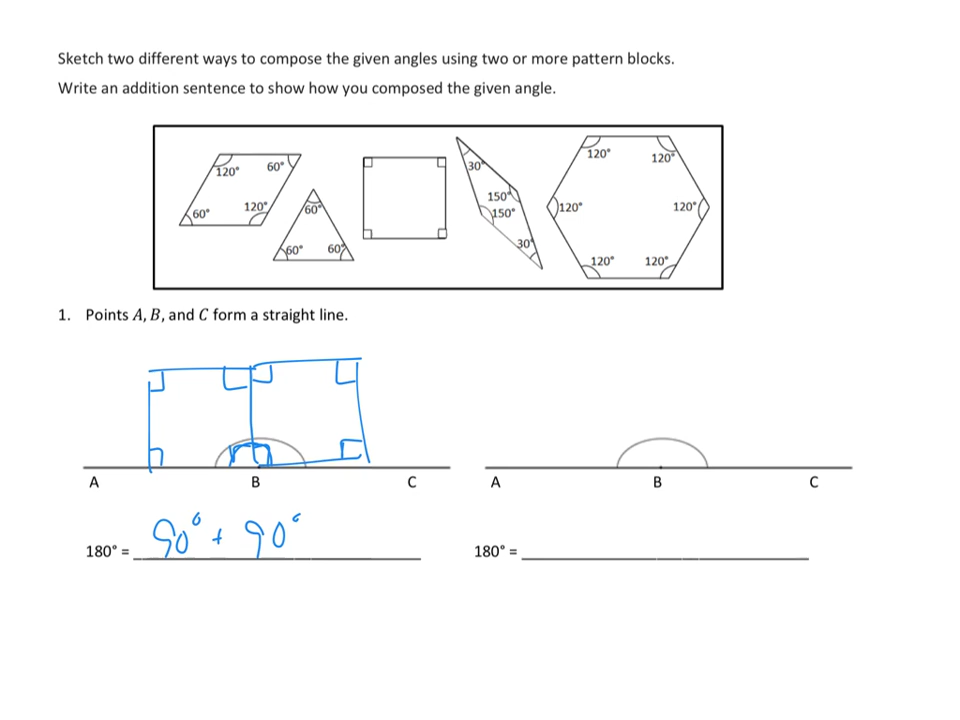 Sketch two different ways to compose the given angles using two or more pattern blocks.
Write an addition sentence to show how you composed the given angle.
120° 60° 60° 120°
60° 60° 60°
30° 150° 150° 30°
120° 120° 120° 120° 120° 120°
1. Points A, B, and C form a straight line.
A B C A B C
180° = 90° + 90° 180° =